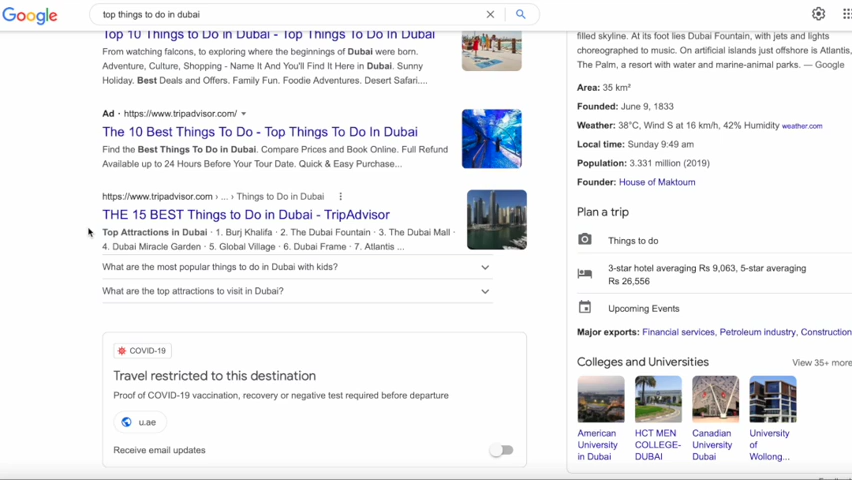 Google
top things to do in dubai
Top 10 Things to Do in Dubai - Top Things To Do In Dubai
From watching falcons, to exploring where the beginnings of Dubai were born.
Adventure, Culture, Shopping - Name It And You'll Find It Here in Dubai. Sunny
Holiday. Best Deals and Offers. Family Fun. Foodie Adventures. Desert Safari....
Ad · https://www.tripadvisor.com/
The 10 Best Things To Do - Top Things To Do In Dubai
Find the Best Things To Do in Dubai. Compare Prices and Book Online. Full Refund
Available up to 24 Hours Before Your Tour Date. Quick & Easy Purchase...
https://www.tripadvisor.com › ... › Things to Do in Dubai
THE 15 BEST Things to Do in Dubai - TripAdvisor
Top Attractions in Dubai · 1. Burj Khalifa · 2. The Dubai Fountain · 3. The Dubai Mall ·
4. Dubai Miracle Garden · 5. Global Village · 6. Dubai Frame · 7. Atlantis ...
What are the most popular things to do in Dubai with kids?
What are the top attractions to visit in Dubai?
COVID-19
Travel restricted to this destination
Proof of COVID-19 vaccination, recovery or negative test required before departure
u.ae
Receive email updates
filled skyline. At its foot lies Dubai Fountain, with jets and lights
choreographed to music. On artificial islands just offshore is Atlantis,
The Palm, a resort with water and marine-animal parks. — Google
Area: 35 km²
Founded: June 9, 1833
Weather: 38°C, Wind S at 16 km/h, 42% Humidity weather.com
Local time: Sunday 9:49 am
Population: 3.331 million (2019)
Founder: House of Maktoum
Plan a trip
Things to do
3-star hotel averaging Rs 9,063, 5-star averaging
Rs 26,556
Upcoming Events
Major exports: Financial services, Petroleum industry, Construction
Colleges and Universities
View 35+ more
American
University
in Dubai
HCT MEN
COLLEGE-
DUBAI
Canadian
University
Dubai
University
of
Wollong...